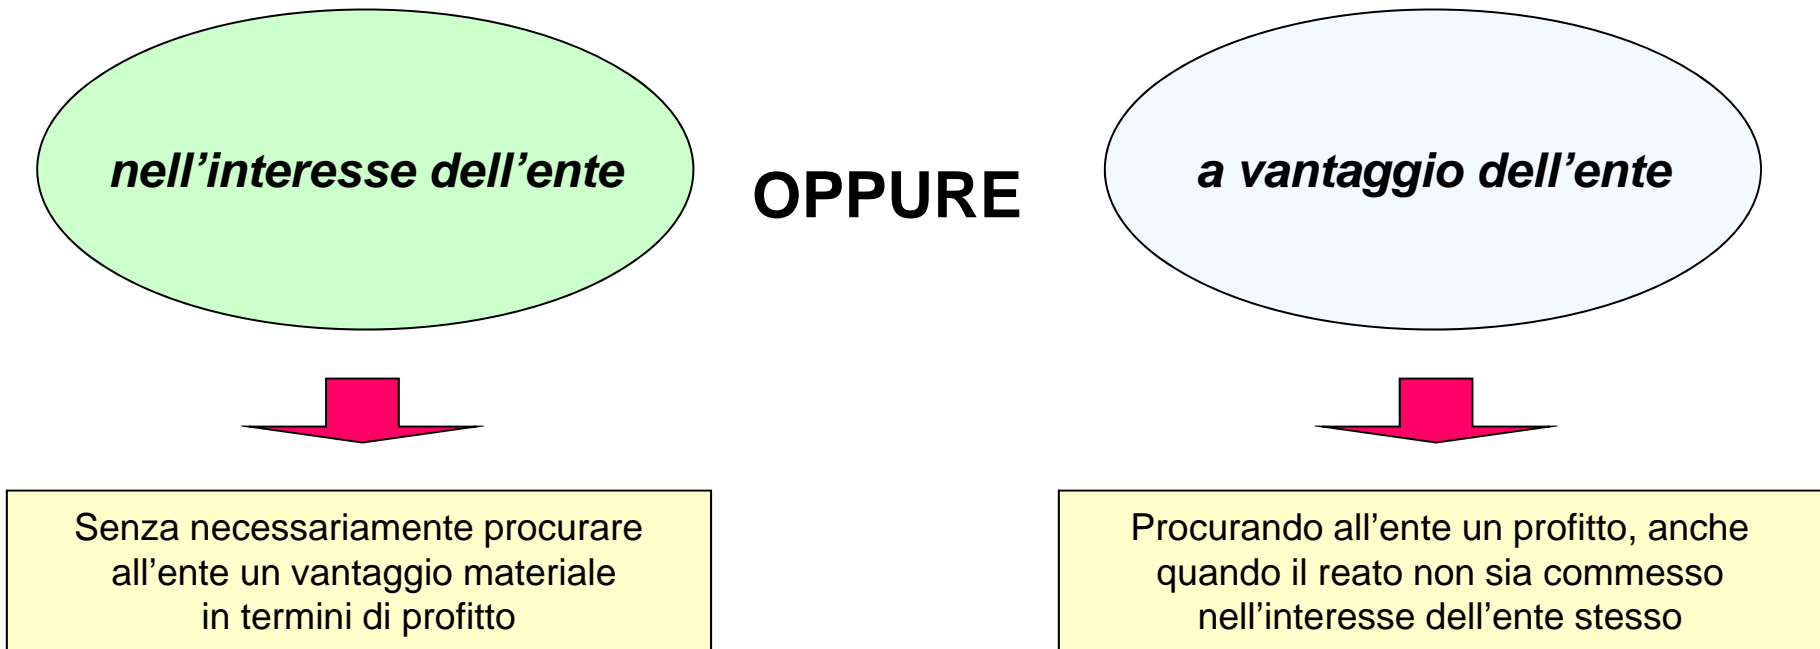 nell’interesse dell’ente
OPPURE
a vantaggio dell’ente
Senza necessariamente procurare
all’ente un vantaggio materiale
in termini di profitto
Procurando all’ente un profitto, anche
quando il reato non sia commesso
nell’interesse dell’ente stesso